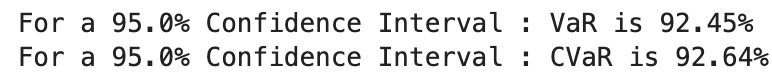 For a 95.0% Confidence Interval : VaR is 92.45%
For a 95.0% Confidence Interval : CVaR is 92.64%